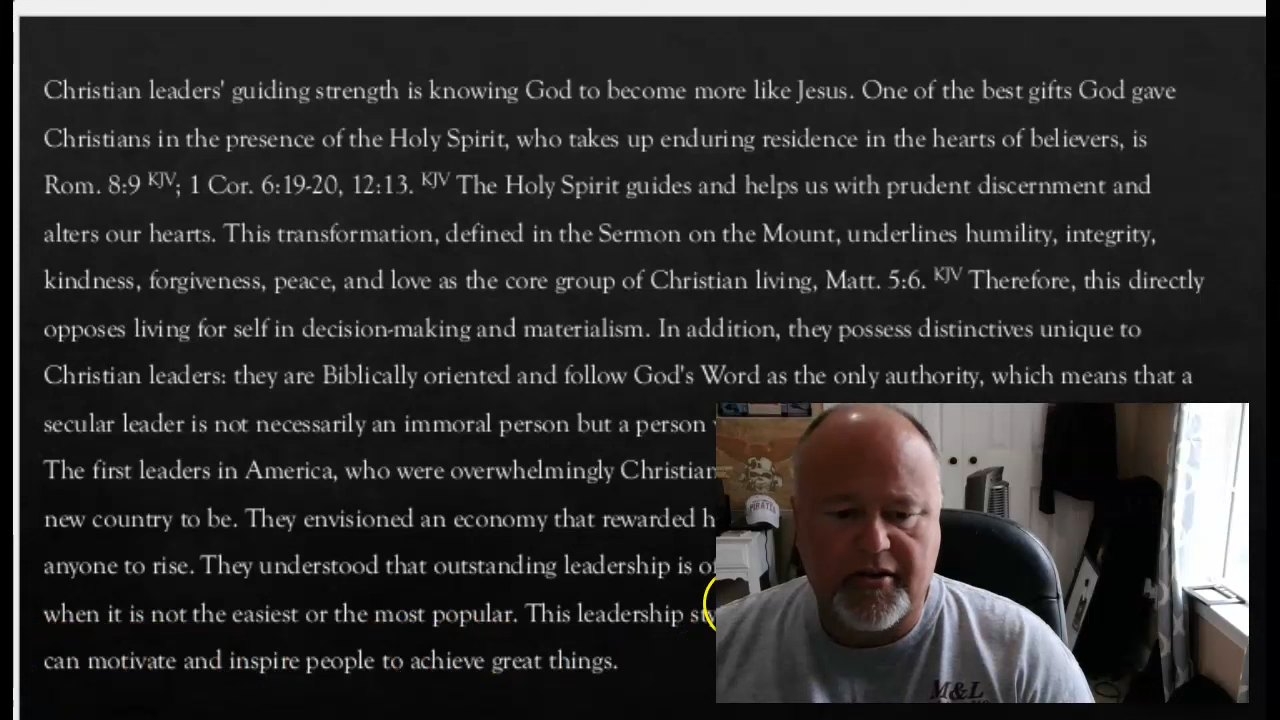 Christian leaders' guiding strength is knowing God to become more like Jesus. One of the best gifts God gave
Christians in the presence of the Holy Spirit, who takes up enduring residence in the hearts of believers, is
Rom. 8:9 KJV; 1 Cor. 6:19-20, 12:13. KJV The Holy Spirit guides and helps us with prudent discernment and
alters our hearts. This transformation, defined in the Sermon on the Mount, underlines humility, integrity,
kindness, forgiveness, peace, and love as the core group of Christian living, Matt. 5:6. KJV Therefore, this directly
opposes living for self in decision-making and materialism. In addition, they possess distinctives unique to
Christian leaders: they are Biblically oriented and follow God's Word as the only authority, which means that a
secular leader is not necessarily an immoral person but a person
The first leaders in America, who were overwhelmingly Christian
new country to be. They envisioned an economy that rewarded
anyone to rise. They understood that outstanding leadership is
when it is not the easiest or the most popular. This leadership
can motivate and inspire people to achieve great things.
PIRATES
M&L